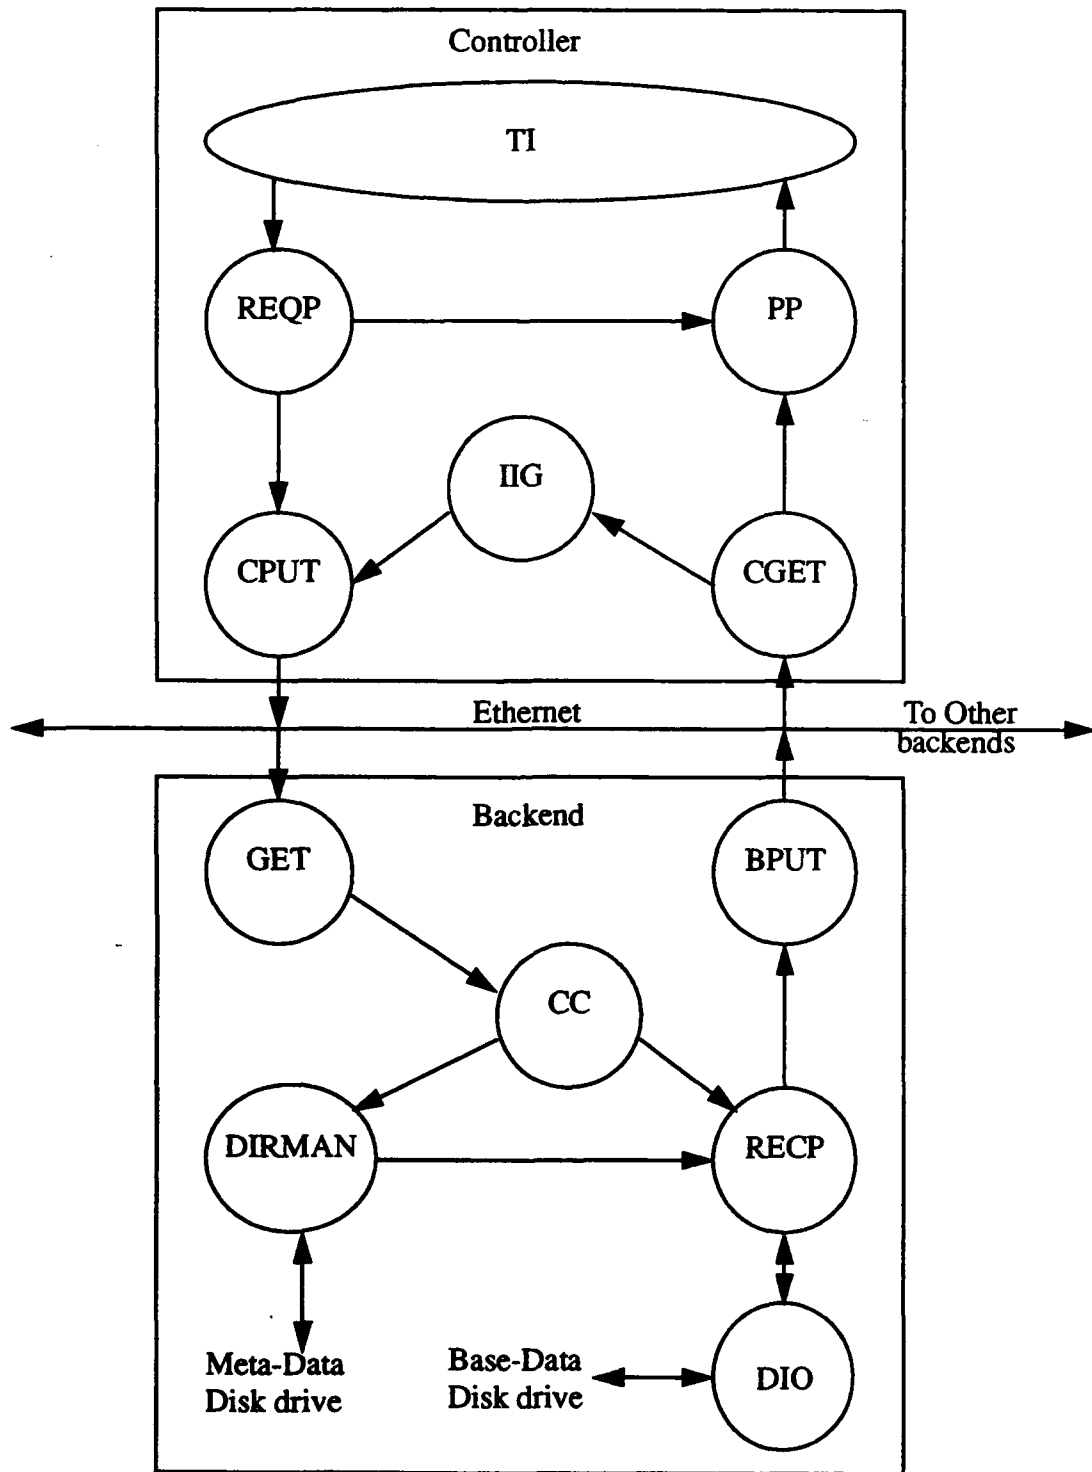 Controller
TI
REQP
PP
IIG
CPUT
CGET
Ethernet
To Other
backends
Backend
GET
BPUT
CC
DIRMAN
RECP
Meta-Data
Disk drive
Base-Data
Disk drive
DIO